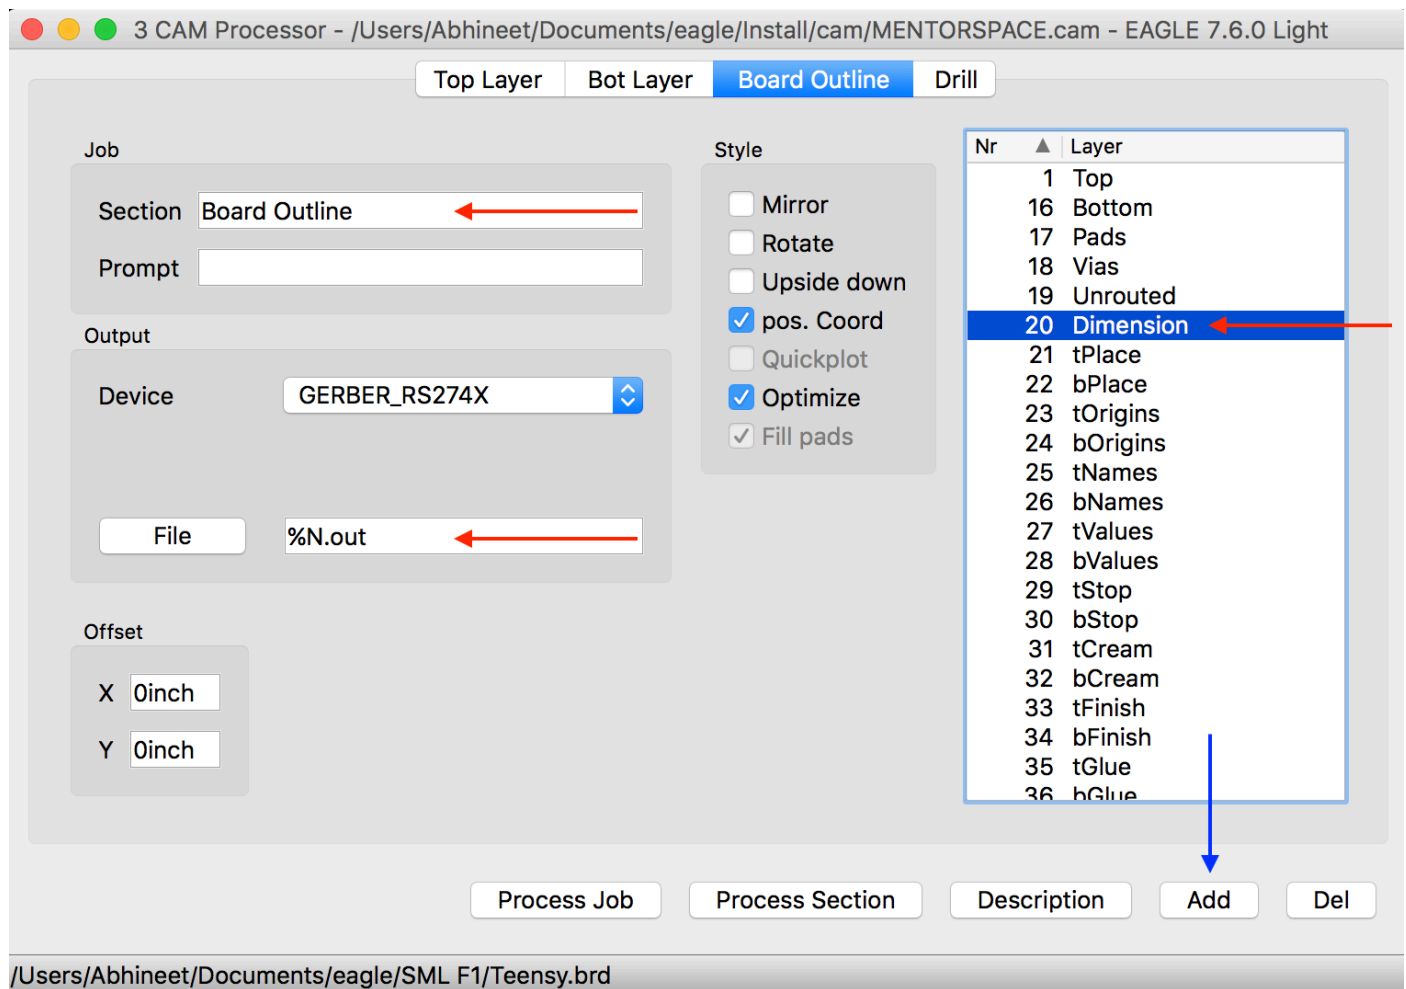 3 CAM Processor - /Users/Abhineet/Documents/eagle/Install/cam/MENTORSPACE.cam - EAGLE 7.6.0 Light
Top Layer Bot Layer Board Outline Drill
Job
Section Board Outline
Prompt
Output
Device GERBER_RS274X
File %N.out
Offset
X 0inch
Y 0inch
Style
Mirror
Rotate
Upside down
pos. Coord
Quickplot
Optimize
Fill pads
Nr Layer
1 Top
16 Bottom
17 Pads
18 Vias
19 Unrouted
20 Dimension
21 tPlace
22 bPlace
23 tOrigins
24 bOrigins
25 tNames
26 bNames
27 tValues
28 bValues
29 tStop
30 bStop
31 tCream
32 bCream
33 tFinish
34 bFinish
35 tGlue
36 bGlue
Process Job Process Section Description Add Del
/Users/Abhineet/Documents/eagle/SML F1/Teensy.brd